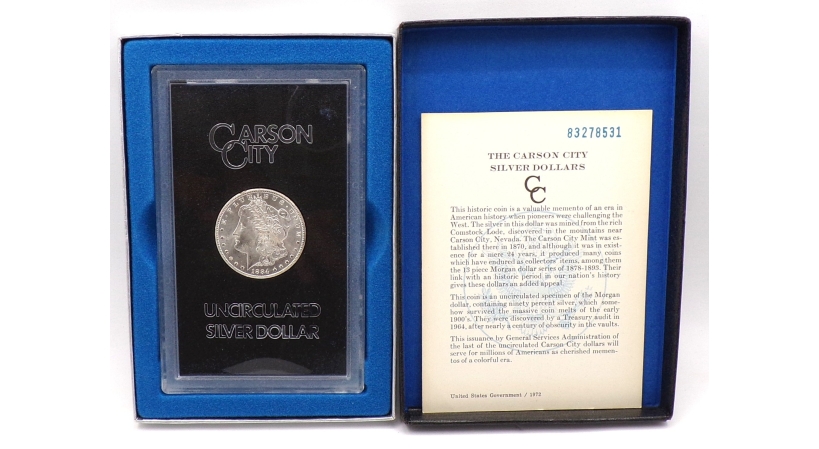 CARSON
CITY
E PLURIBUS UNUM
1886
UNCIRCULATED
SILVER DOLLAR
83278531
THE CARSON CITY
SILVER DOLLARS
CC
This historic coin is a valuable memento of an era in
American history when pioneers were challenging the
West. The silver in this dollar was mined from the rich
Comstock Lode, discovered in the mountains near
Carson City, Nevada. The Carson City Mint was es-
tablished there in 1870, and although it was in exist-
ence for a mere 24 years, it produced many coins
which have endured as collectors' items, among them
the 13 piece Morgan dollar series of 1878-1893. Their
link with an historic period in our nation's history
gives these dollars an added appeal.
This coin is an uncirculated specimen of the Morgan
dollar, containing ninety percent silver, which some-
how survived the massive coin melts of the early
1900's. They were discovered by a Treasury audit in
1964, after nearly a century of obscurity in the vaults.
This issuance by General Services Administration of
the last of the uncirculated Carson City dollars will
serve for millions of Americans as cherished memen-
tos of a colorful era.
United States Government / 1972